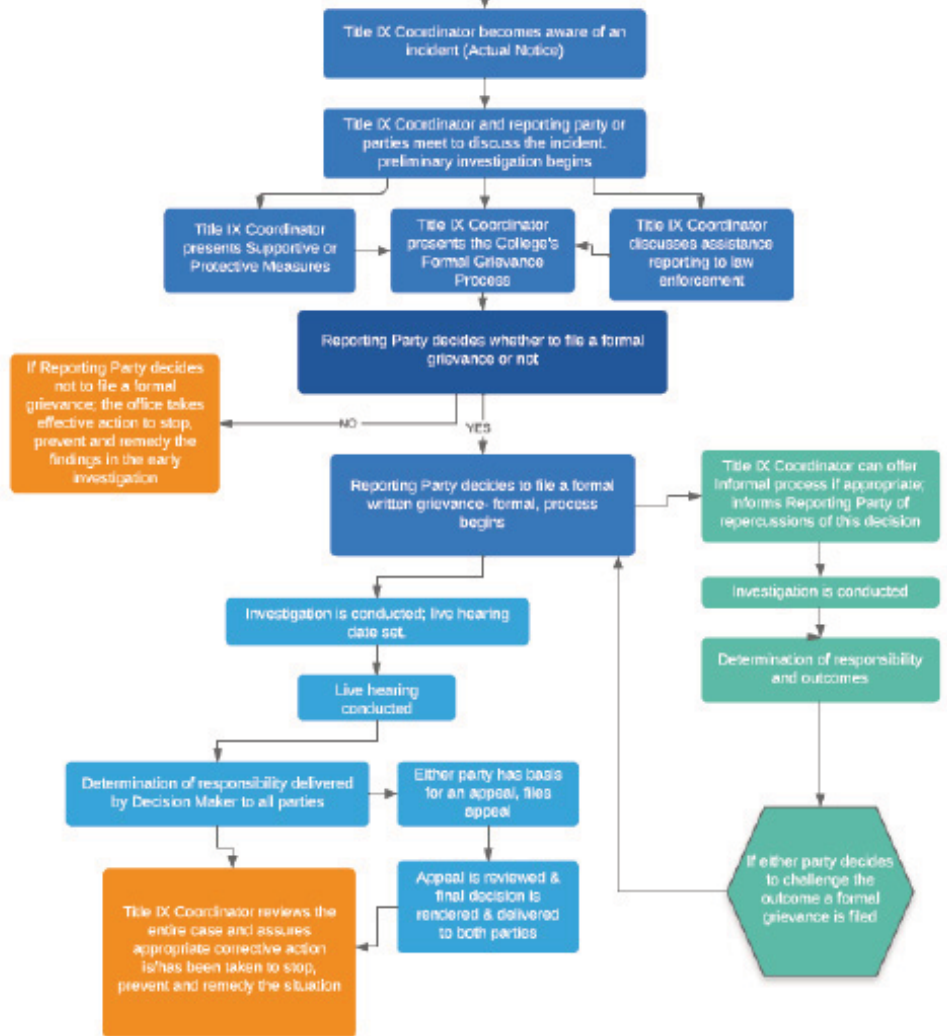 Title IX Coordinator becomes aware of an
incident (Actual Notice)
Title IX Coordinator and reporting party or
parties meet to discuss the incident.
preliminary investigation begins
Title IX Coordinator
presents Supportive or
Protective Measures
Title IX Coordinator
presents the College's
Formal Grievance
Process
Title IX Coordinator
discusses assistance
reporting to law
enforcement
Reporting Party decides whether to file a formal
grievance or not
If Reporting Party decides
not to file a formal
grievance; the office takes
effective action to stop,
prevent and remedy the
findings in the early
investigation
NO
YES
Reporting Party decides to file a formal
written grievance- formal, process
begins
Title IX Coordinator can offer
Informal process if appropriate;
informs Reporting Party of
repercussions of this decision
Investigation is conducted
Determination of responsibility
and outcomes
If either party decides
to challenge the
outcome a formal
grievance is filed
Investigation is conducted; live hearing
date set.
Live hearing
conducted
Determination of responsibility delivered
by Decision Maker to all parties
Either party has basis
for an appeal, files
appeal
Appeal is reviewed &
final decision is
rendered & delivered
to both parties
Title IX Coordinator reviews the
entire case and assures
appropriate corrective action
is/has been taken to stop,
prevent and remedy the situation